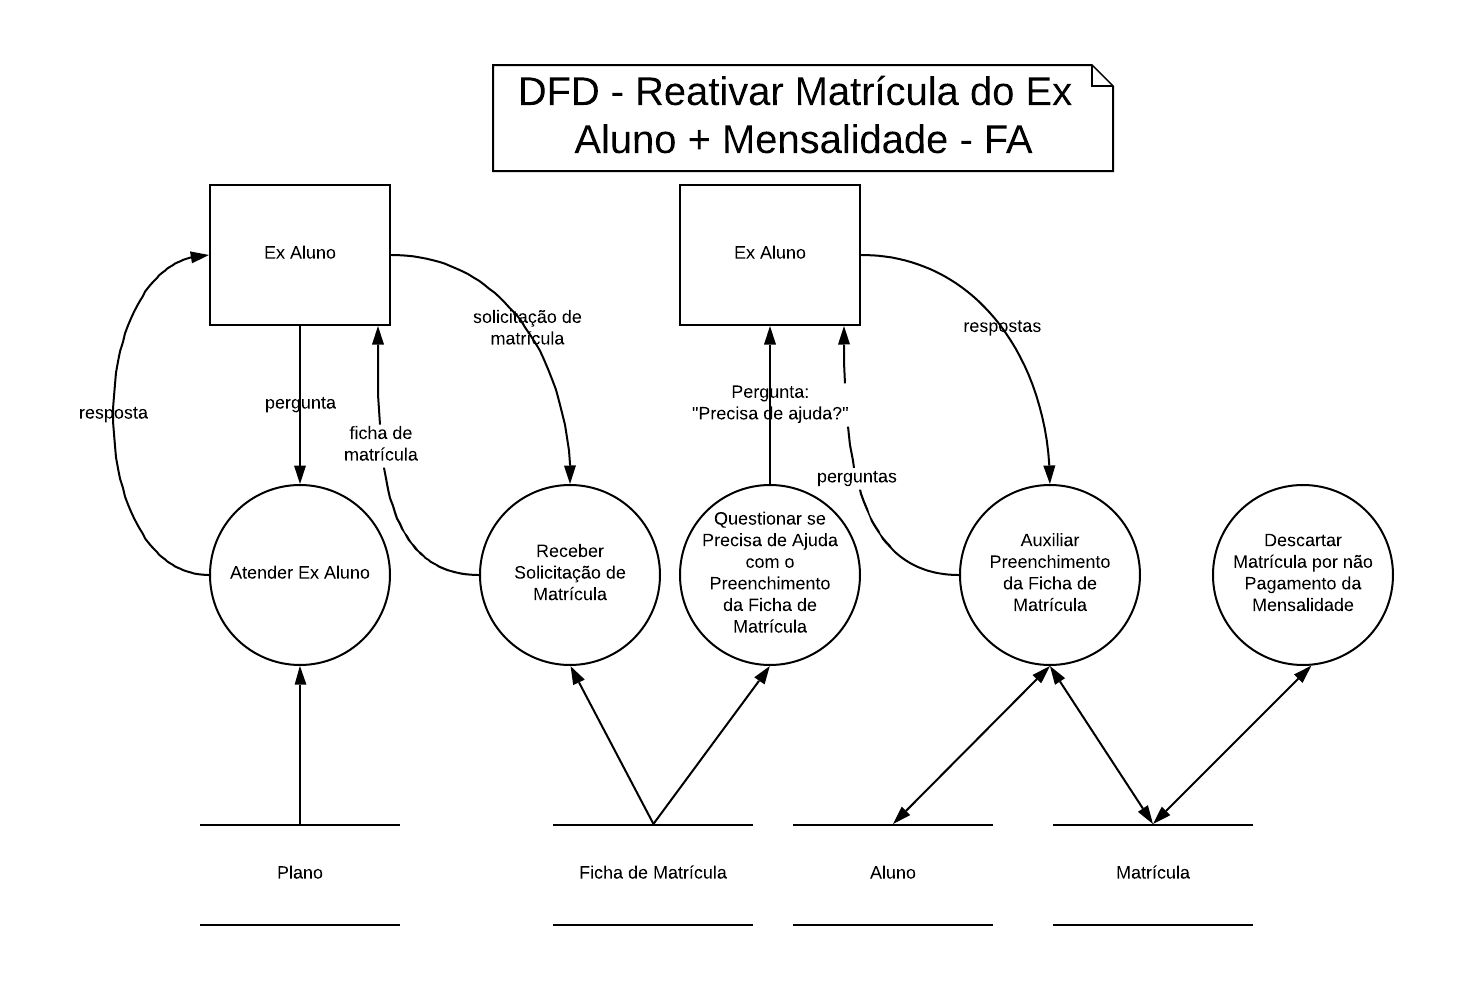 DFD - Reativar Matrícula do Ex
Aluno + Mensalidade - FA
Ex Aluno
Ex Aluno
solicitação de
matrícula
respostas
resposta
pergunta
ficha de
matrícula
Pergunta:
"Precisa de ajuda?"
perguntas
Atender Ex Aluno
Receber
Solicitação de
Matrícula
Questionar se
Precisa de Ajuda
com o
Preenchimento
da Ficha de
Matrícula
Auxiliar
Preenchimento
da Ficha de
Matrícula
Descartar
Matrícula por não
Pagamento da
Mensalidade
Plano
Ficha de Matrícula
Aluno
Matrícula